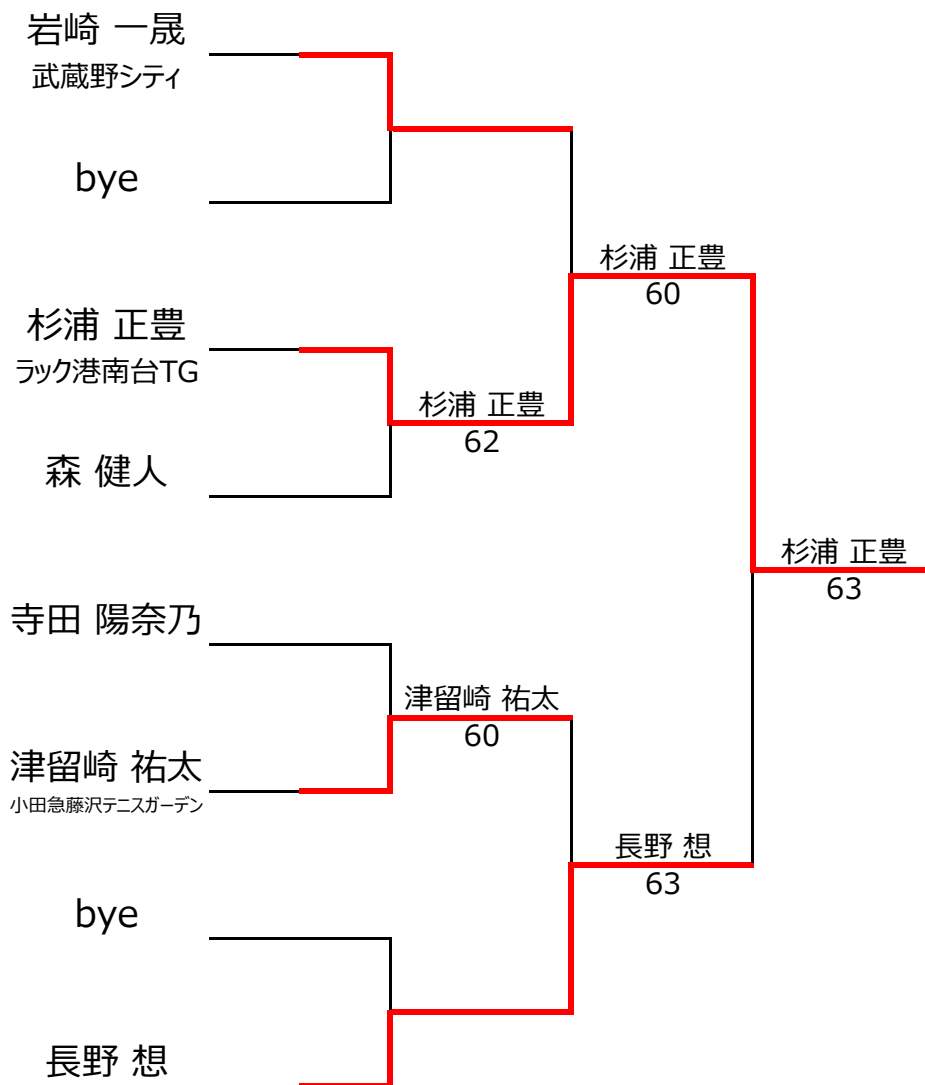 岩崎 一晟
武蔵野シティ
bye
杉浦 正豊
60
杉浦 正豊
ラック港南台TG
杉浦 正豊
62
森 健人
杉浦 正豊
63
寺田 陽奈乃
津留崎 祐太
60
津留崎 祐太
小田急藤沢テニスガーデン
長野 想
63
bye
長野 想